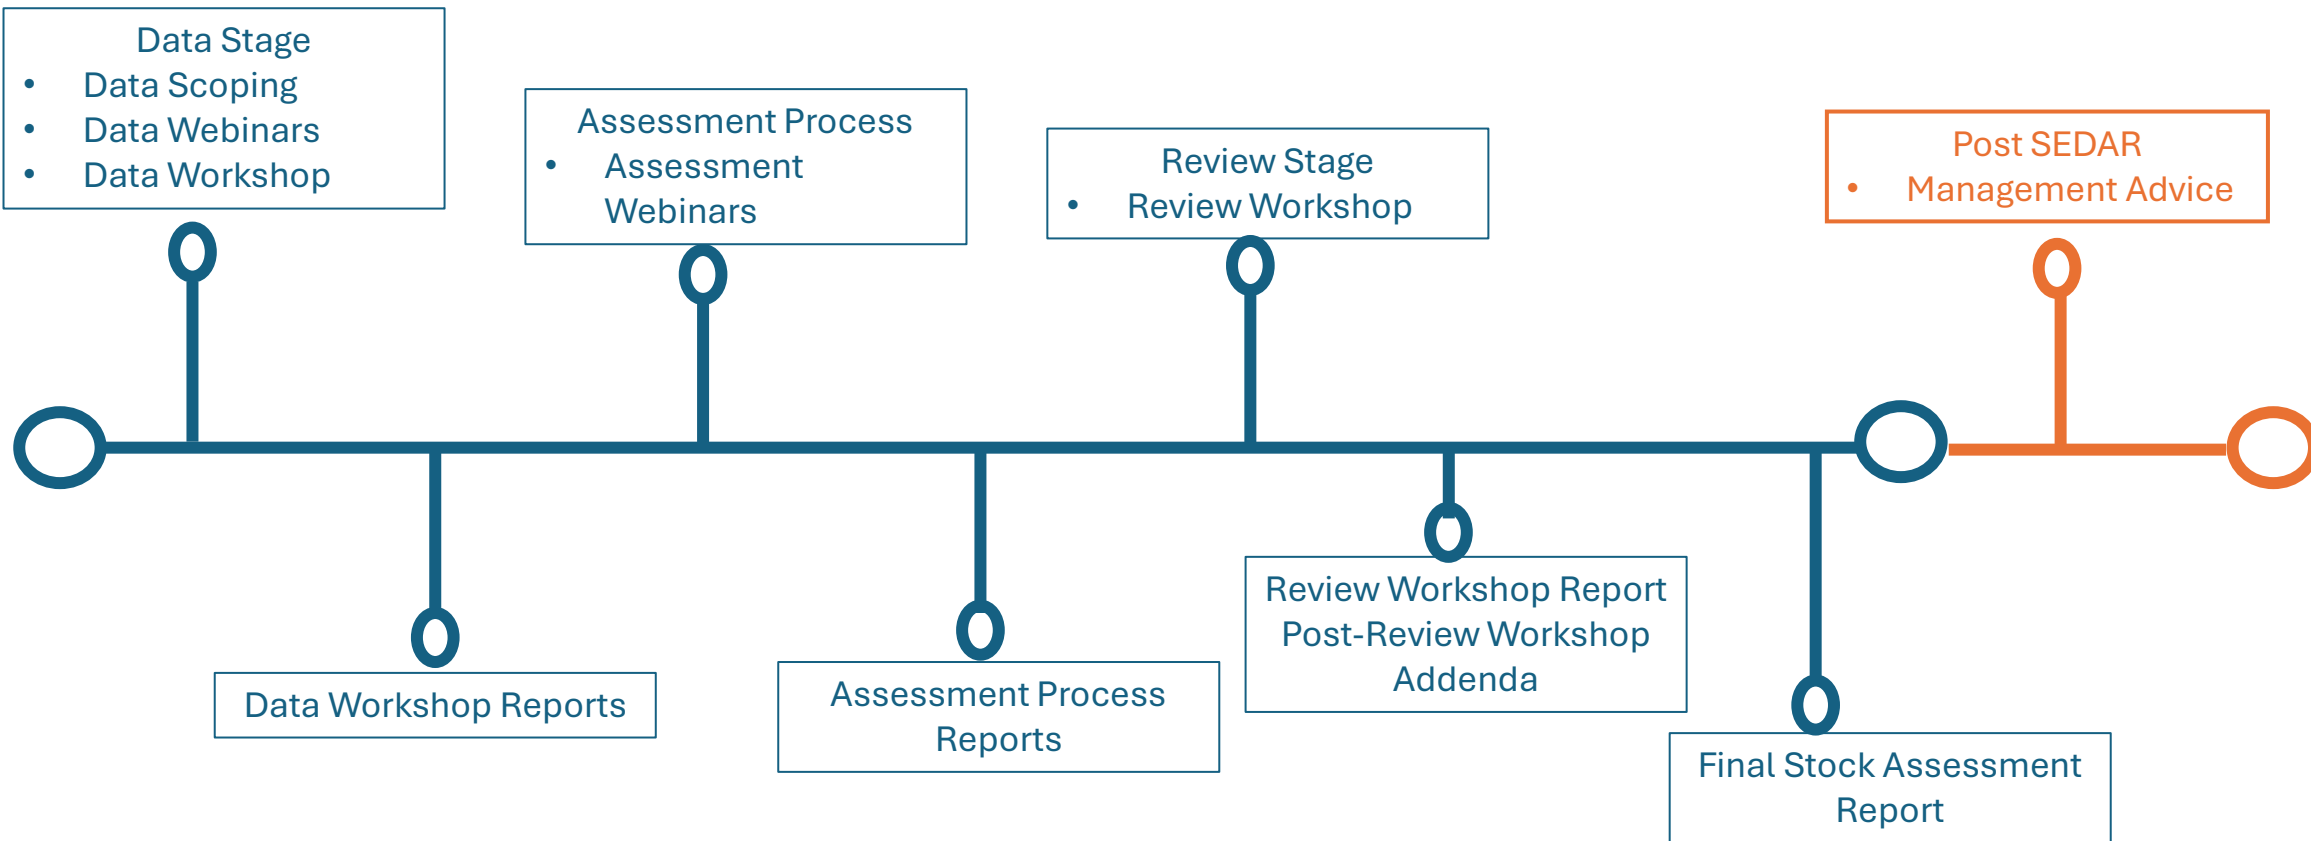 Data Stage
• Data Scoping
• Data Webinars
• Data Workshop
Assessment Process
• Assessment
Webinars
Review Stage
• Review Workshop
Post SEDAR
• Management Advice
Data Workshop Reports
Assessment Process
Reports
Review Workshop Report
Post-Review Workshop
Addenda
Final Stock Assessment
Report